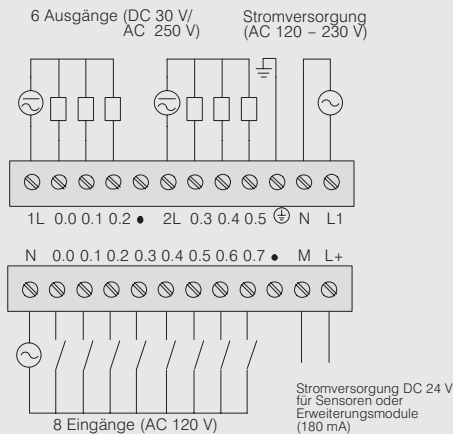 6 Ausgänge (DC 30 V/
AC 250 V)
Stromversorgung
(AC 120 – 230 V)
1L 0.0 0.1 0.2 ● 2L 0.3 0.4 0.5 ⏚ N L1
N 0.0 0.1 0.2 0.3 0.4 0.5 0.6 0.7 ● M L+
8 Eingänge (AC 120 V)
Stromversorgung DC 24 V
für Sensoren oder
Erweiterungsmodule
(180 mA)